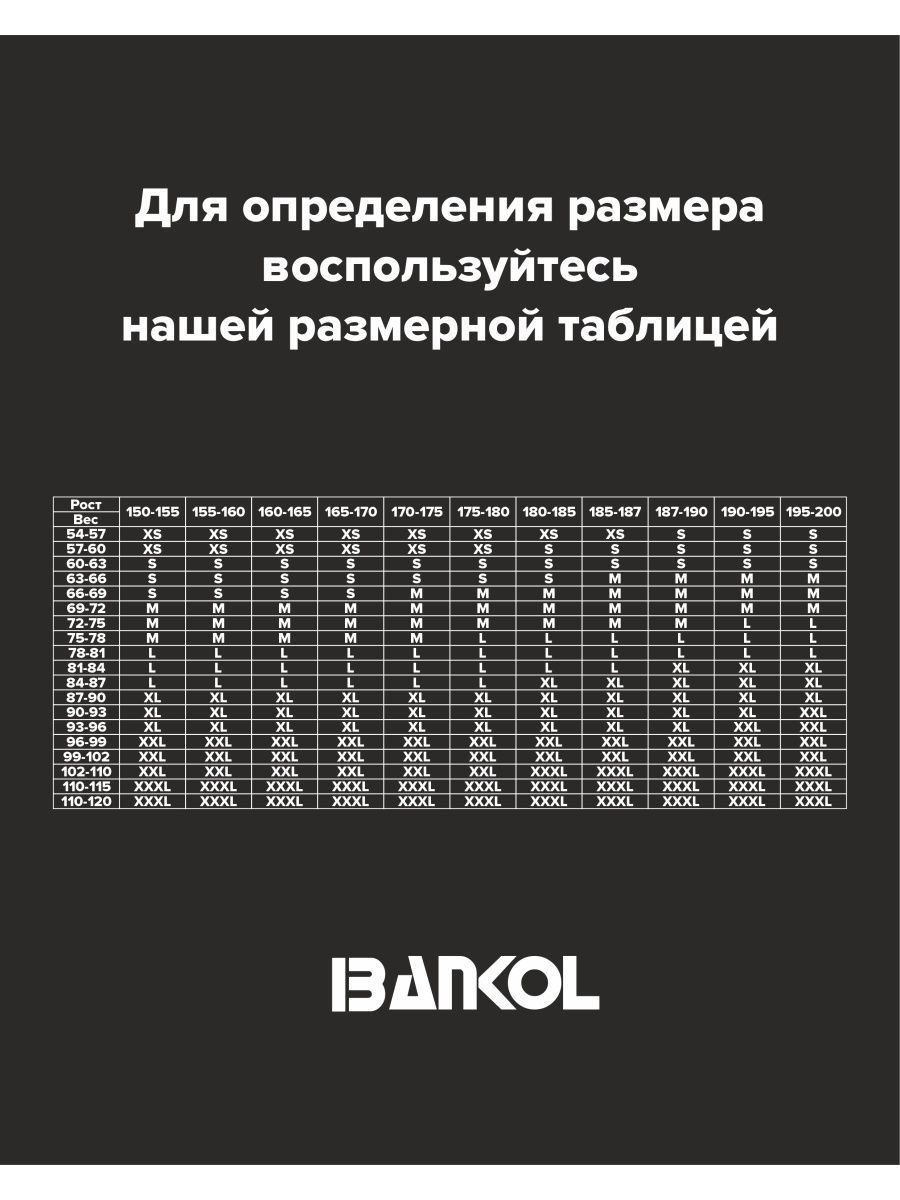 Для определения размера
воспользуйтесь
нашей размерной таблицей
Рост
Вес 150-155 155-160 160-165 165-170 170-175 175-180 180-185 185-187 187-190 190-195 195-200
54-57 XS XS XS XS XS XS XS XS S S S
57-60 XS XS XS XS XS XS S S S S S
60-63 S S S S S S S S S S S
63-66 S S S S S S S M M M M
66-69 S S S S M M M M M M M
69-72 M M M M M M M M M M M
72-75 M M M M M M M M M L L
75-78 M M M M M L L L L L L
78-81 L L L L L L L L L L L
81-84 L L L L L L L L XL XL XL
84-87 L L L L L L XL XL XL XL XL
87-90 XL XL XL XL XL XL XL XL XL XL XL
90-93 XL XL XL XL XL XL XL XL XL XL XXL
93-96 XL XL XL XL XL XL XL XL XL XXL XXL
96-99 XXL XXL XXL XXL XXL XXL XXL XXL XXL XXL XXL
99-102 XXL XXL XXL XXL XXL XXL XXL XXL XXL XXL XXL
102-110 XXL XXL XXL XXL XXL XXL XXXL XXXL XXXL XXXL XXXL
110-115 XXXL XXXL XXXL XXXL XXXL XXXL XXXL XXXL XXXL XXXL XXXL
110-120 XXXL XXXL XXXL XXXL XXXL XXXL XXXL XXXL XXXL XXXL XXXL
BANKOL